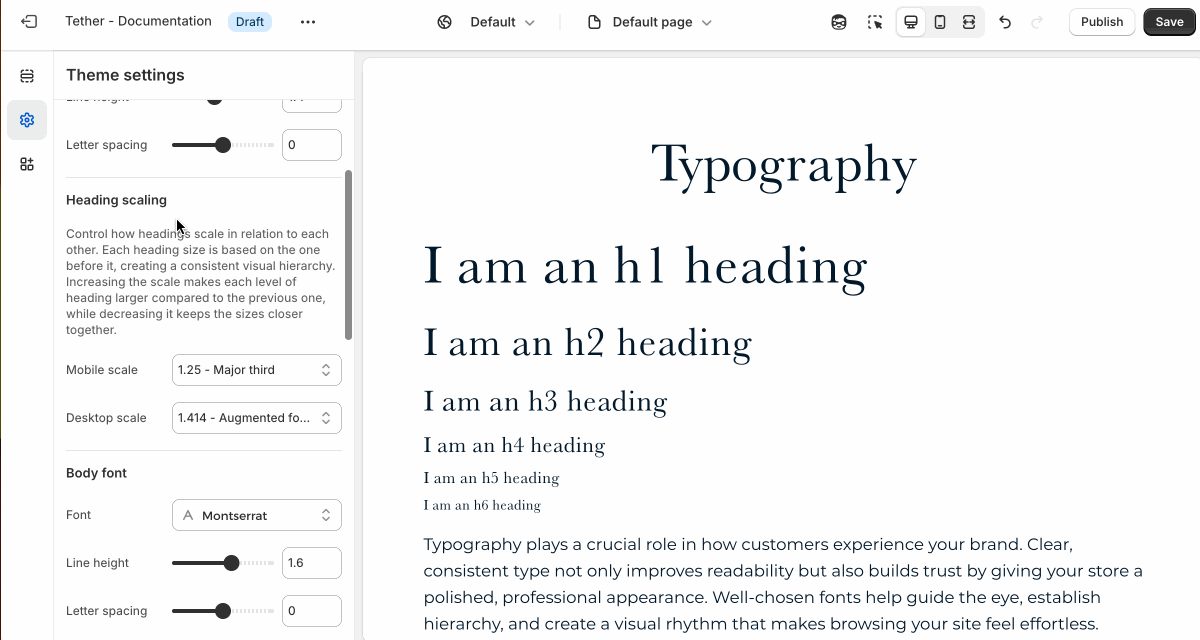 Tether - Documentation Draft
Default
Default page
Publish
Save
Theme settings
Letter spacing 0
Heading scaling
Control how headings scale in relation to each
other. Each heading size is based on the one
before it, creating a consistent visual hierarchy.
Increasing the scale makes each level of
heading larger compared to the previous one,
while decreasing it keeps the sizes closer
together.
Mobile scale 1.25 - Major third
Desktop scale 1.414 - Augmented fo...
Body font
Font A Montserrat
Line height 1.6
Letter spacing 0
Typography
I am an h1 heading
I am an h2 heading
I am an h3 heading
I am an h4 heading
I am an h5 heading
I am an h6 heading
Typography plays a crucial role in how customers experience your brand. Clear,
consistent type not only improves readability but also builds trust by giving your store a
polished, professional appearance. Well-chosen fonts help guide the eye, establish
hierarchy, and create a visual rhythm that makes browsing your site feel effortless.